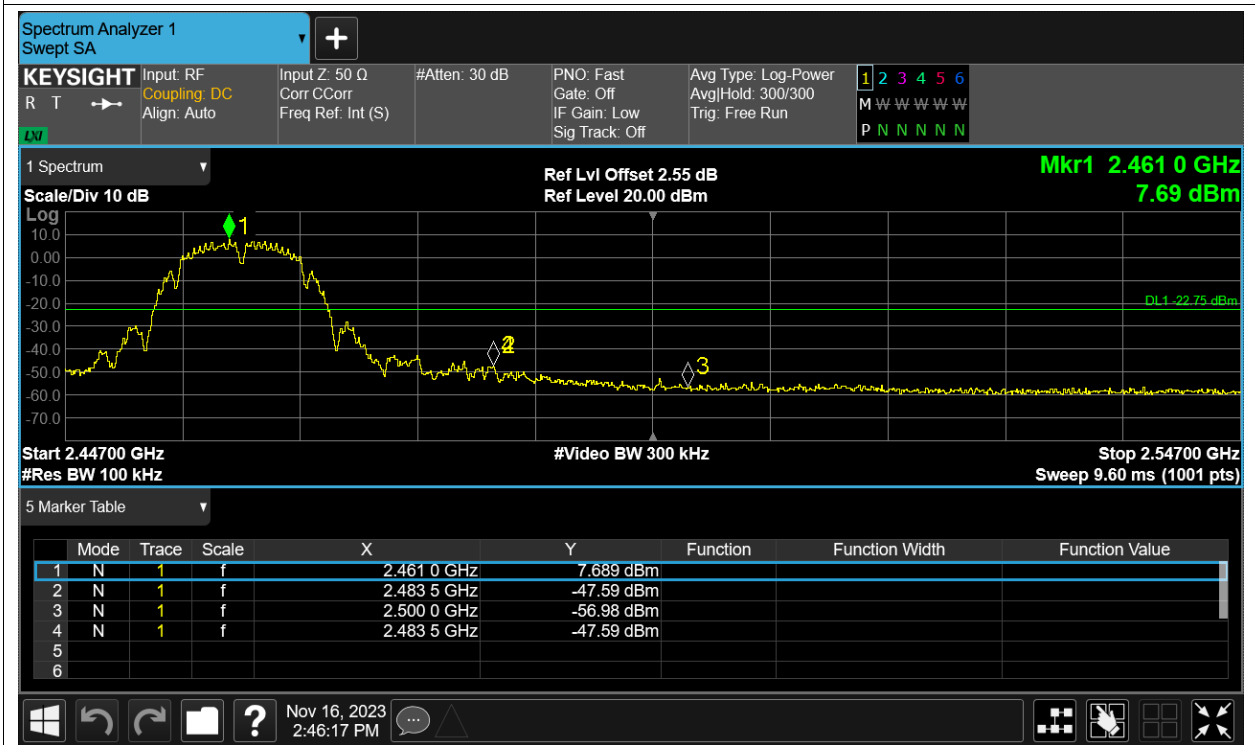 Spectrum Analyzer 1
Swept SA
+
KEYSIGHT Input: RF Input Z: 50 Ω #Atten: 30 dB PNO: Fast Avg Type: Log-Power 1 2 3 4 5 6
R T Coupling: DC Corr CCorr Gate: Off Avg|Hold: 300/300 M W W W W W
Align: Auto Freq Ref: Int (S) IF Gain: Low Trig: Free Run
LXI Sig Track: Off P N N N N N
1 Spectrum Ref Lvl Offset 2.55 dB Mkr1 2.461 0 GHz
Scale/Div 10 dB Ref Level 20.00 dBm 7.69 dBm
Log
1
10.0
0.00
-10.0
-20.0
DL1 -22.75 dBm
-30.0
-40.0
3
-50.0
-60.0
-70.0
Start 2.44700 GHz #Video BW 300 kHz Stop 2.54700 GHz
#Res BW 100 kHz Sweep 9.60 ms (1001 pts)
5 Marker Table
Mode Trace Scale X Y Function Function Width Function Value
1 N 1 f 2.461 0 GHz 7.689 dBm
2 N 1 f 2.483 5 GHz -47.59 dBm
3 N 1 f 2.500 0 GHz -56.98 dBm
4 N 1 f 2.483 5 GHz -47.59 dBm
5
6
? Nov 16, 2023
2:46:17 PM